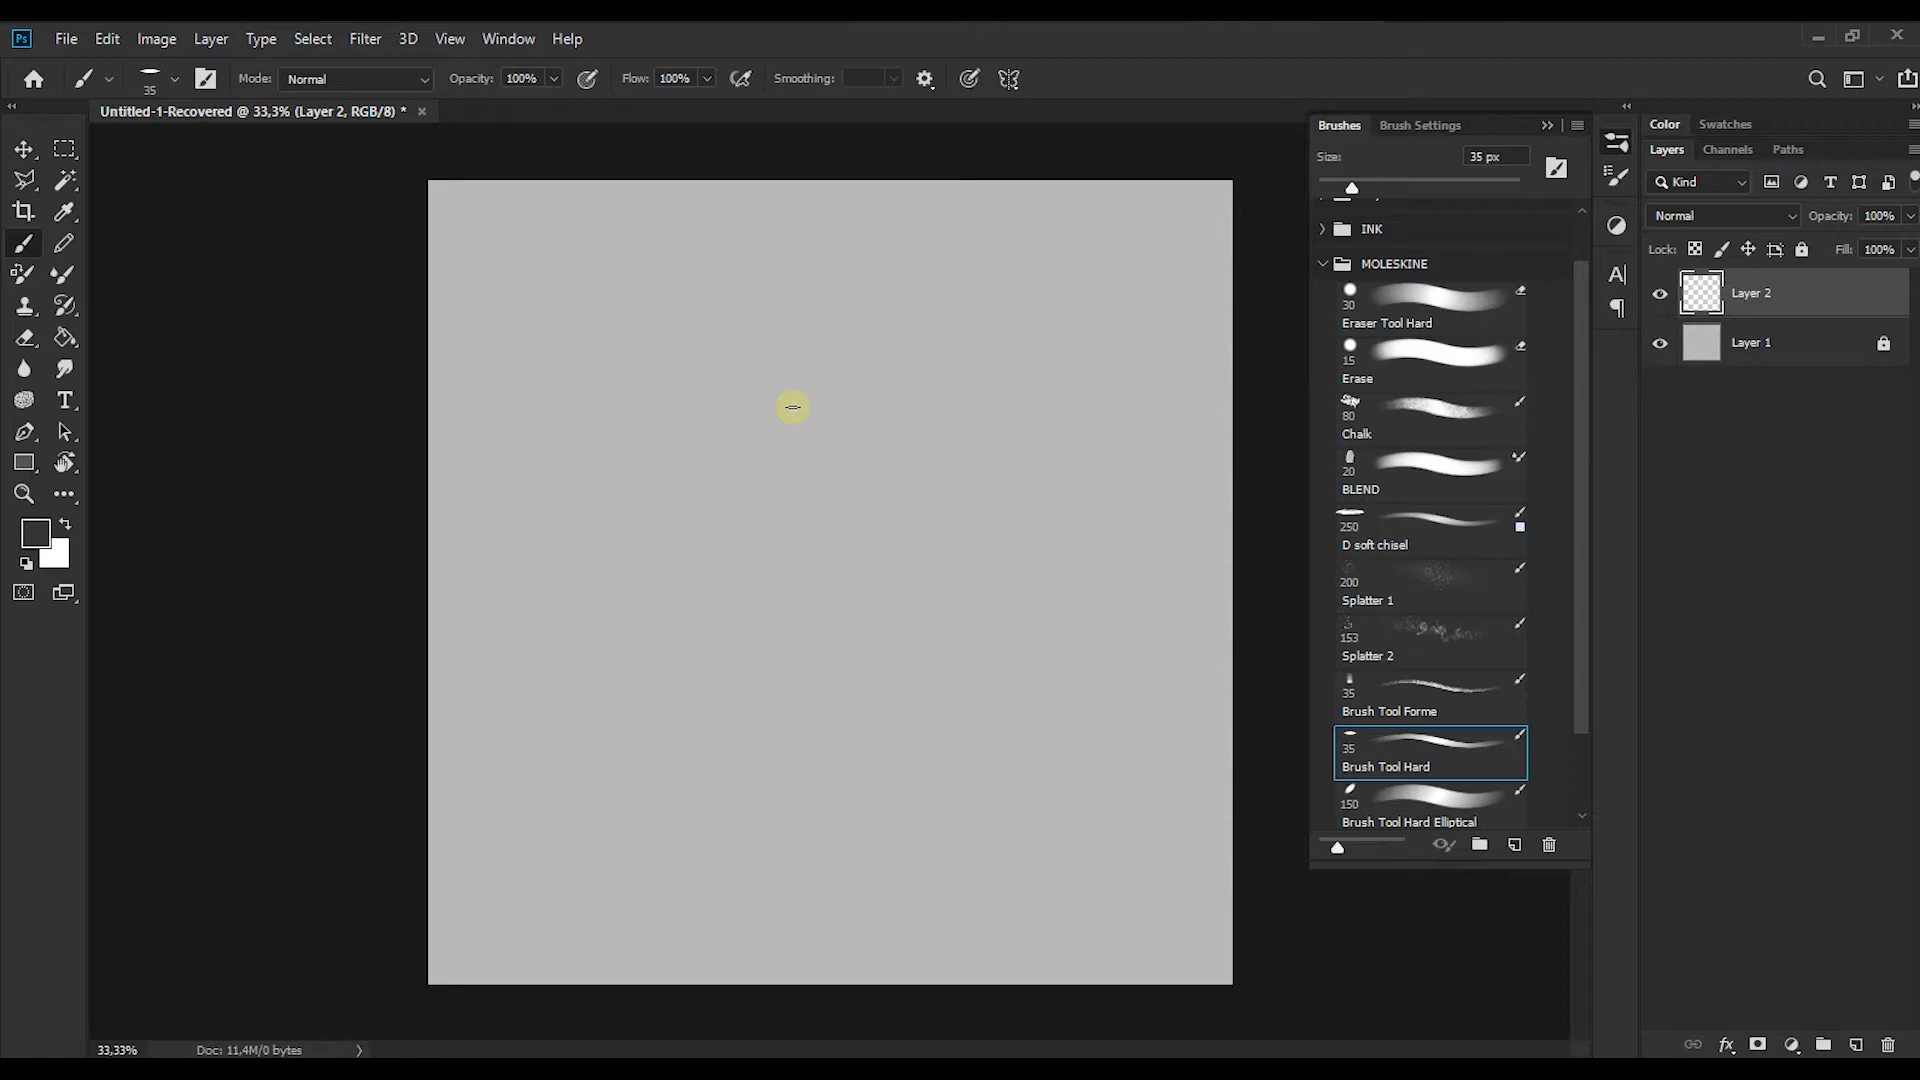 Ps File Edit Image Layer Type Select Filter 3D View Window Help
35 Mode: Normal Opacity: 100% Flow: 100% Smoothing:
Untitled-1-Recovered @ 33,3% (Layer 2, RGB/8) *
Brushes Brush Settings
Size: 35 px
INK
MOLESKINE
30
Eraser Tool Hard
15
Erase
80
Chalk
20
BLEND
250
D soft chisel
200
Splatter 1
153
Splatter 2
35
Brush Tool Forme
35
Brush Tool Hard
150
Brush Tool Hard Elliptical
Color Swatches
Layers Channels Paths
Kind
Normal Opacity: 100%
Lock: Fill: 100%
Layer 2
Layer 1
33,33% Doc: 11,4M/0 bytes
fx